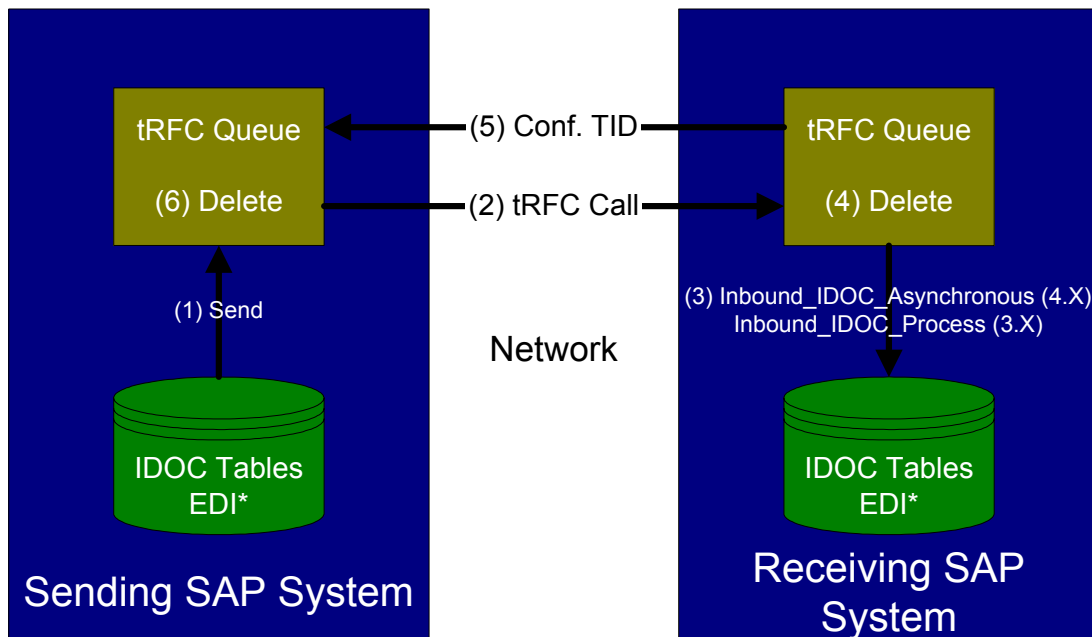 tRFC Queue
(6) Delete
(5) Conf. TID
(2) tRFC Call
tRFC Queue
(4) Delete
(1) Send
(3) Inbound_IDOC_Asynchronous (4.X)
Inbound_IDOC_Process (3.X)
Network
IDOC Tables
EDI*
IDOC Tables
EDI*
Sending SAP System
Receiving SAP
System